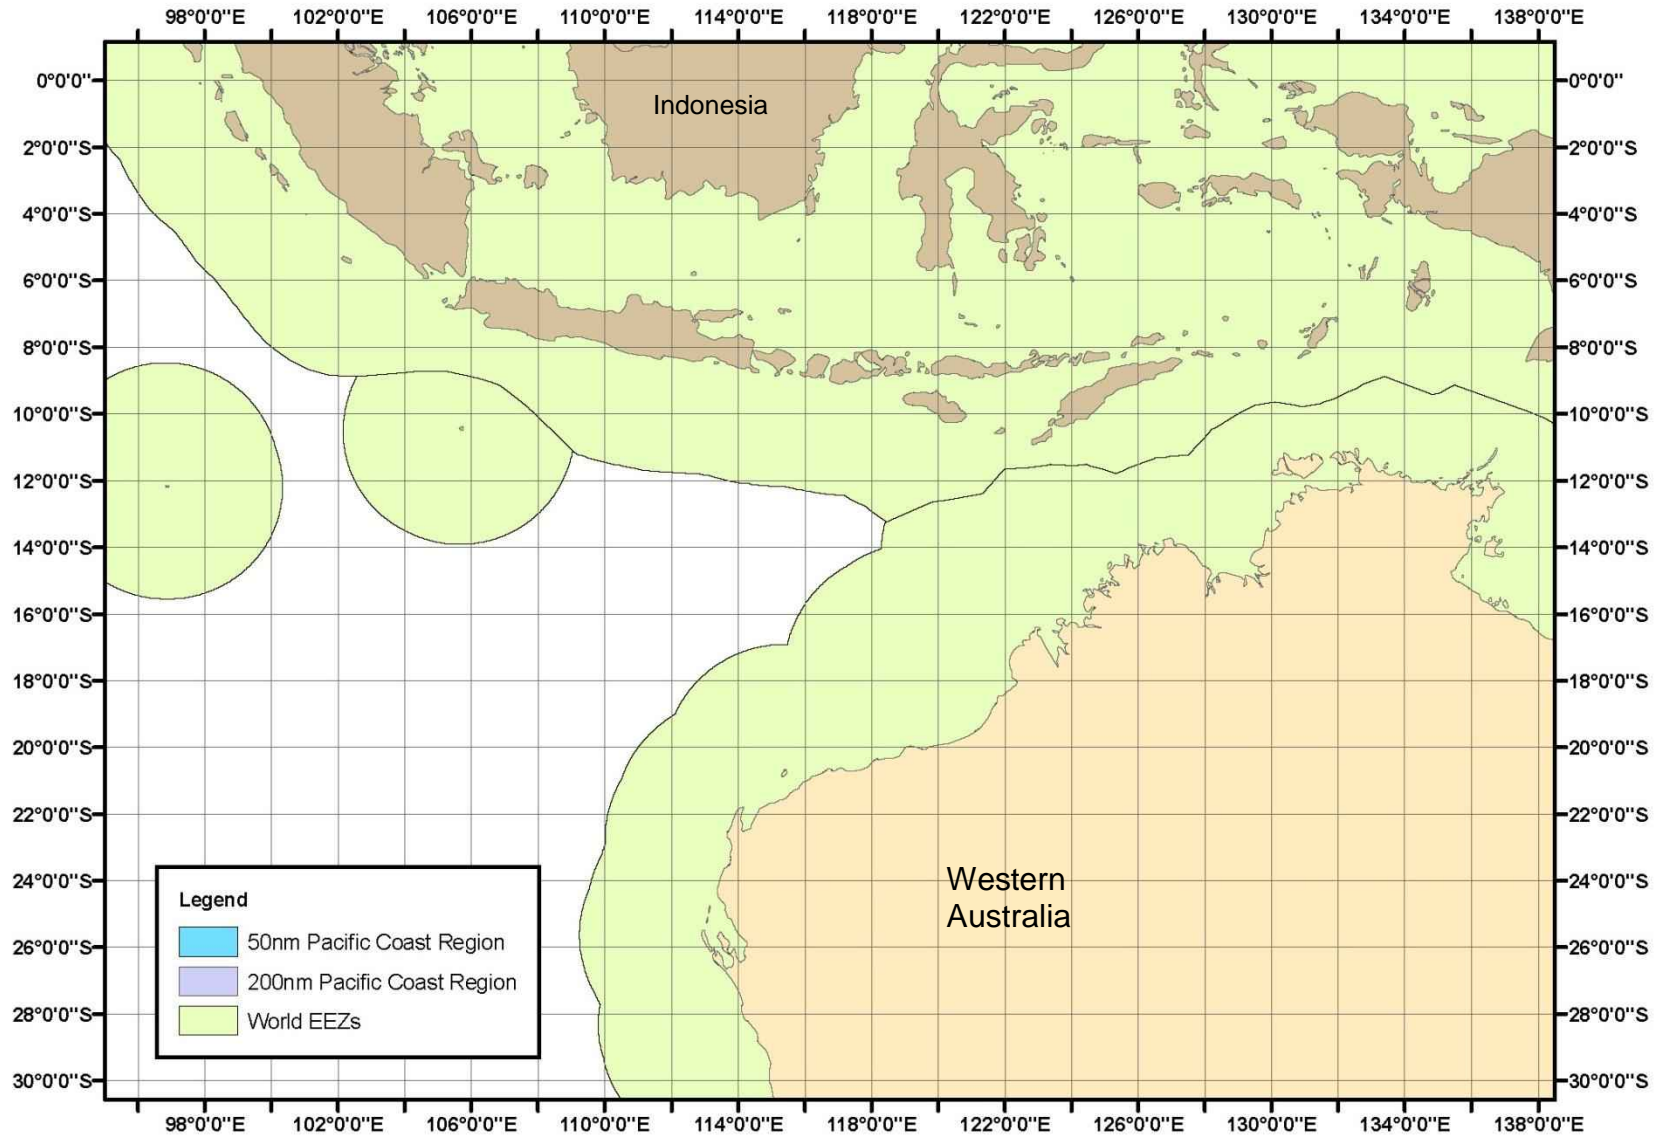 98°0'0"E 102°0'0"E 106°0'0"E 110°0'0"E 114°0'0"E 118°0'0"E 122°0'0"E 126°0'0"E 130°0'0"E 134°0'0"E 138°0'0"E
0°0'0" 0°0'0"
Indonesia
2°0'0"S 2°0'0"S
4°0'0"S 4°0'0"S
6°0'0"S 6°0'0"S
8°0'0"S 8°0'0"S
10°0'0"S 10°0'0"S
12°0'0"S 12°0'0"S
14°0'0"S 14°0'0"S
16°0'0"S 16°0'0"S
18°0'0"S 18°0'0"S
20°0'0"S 20°0'0"S
22°0'0"S 22°0'0"S
24°0'0"S 24°0'0"S
Western
Australia
Legend
50nm Pacific Coast Region
26°0'0"S 26°0'0"S
200nm Pacific Coast Region
World EEZs
28°0'0"S 28°0'0"S
30°0'0"S 30°0'0"S
98°0'0"E 102°0'0"E 106°0'0"E 110°0'0"E 114°0'0"E 118°0'0"E 122°0'0"E 126°0'0"E 130°0'0"E 134°0'0"E 138°0'0"E